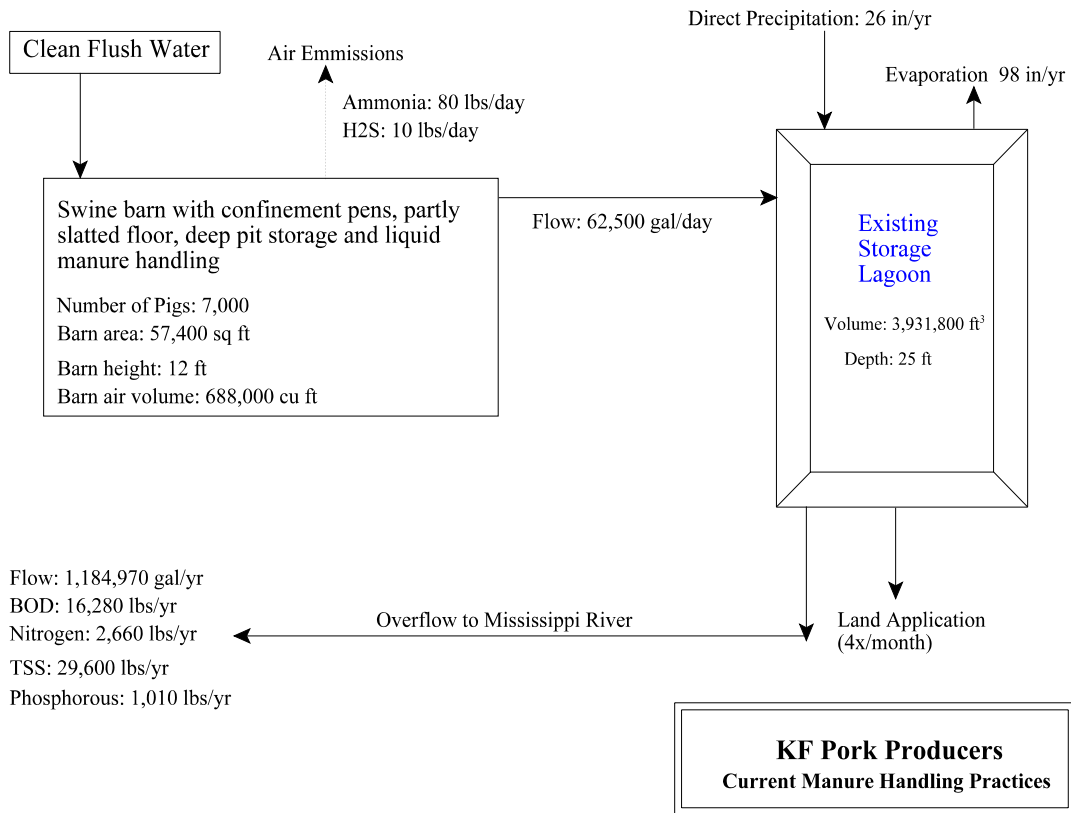 Direct Precipitation: 26 in/yr
Clean Flush Water
Air Emmissions
Evaporation 98 in/yr
Ammonia: 80 lbs/day
H2S: 10 lbs/day
Swine barn with confinement pens, partly
slatted floor, deep pit storage and liquid
manure handling
Number of Pigs: 7,000
Barn area: 57,400 sq ft
Barn height: 12 ft
Barn air volume: 688,000 cu ft
Flow: 62,500 gal/day
Existing
Storage
Lagoon
Volume: 3,931,800 ft³
Depth: 25 ft
Flow: 1,184,970 gal/yr
BOD: 16,280 lbs/yr
Nitrogen: 2,660 lbs/yr
TSS: 29,600 lbs/yr
Phosphorous: 1,010 lbs/yr
Overflow to Mississippi River
Land Application
(4x/month)
KF Pork Producers
Current Manure Handling Practices